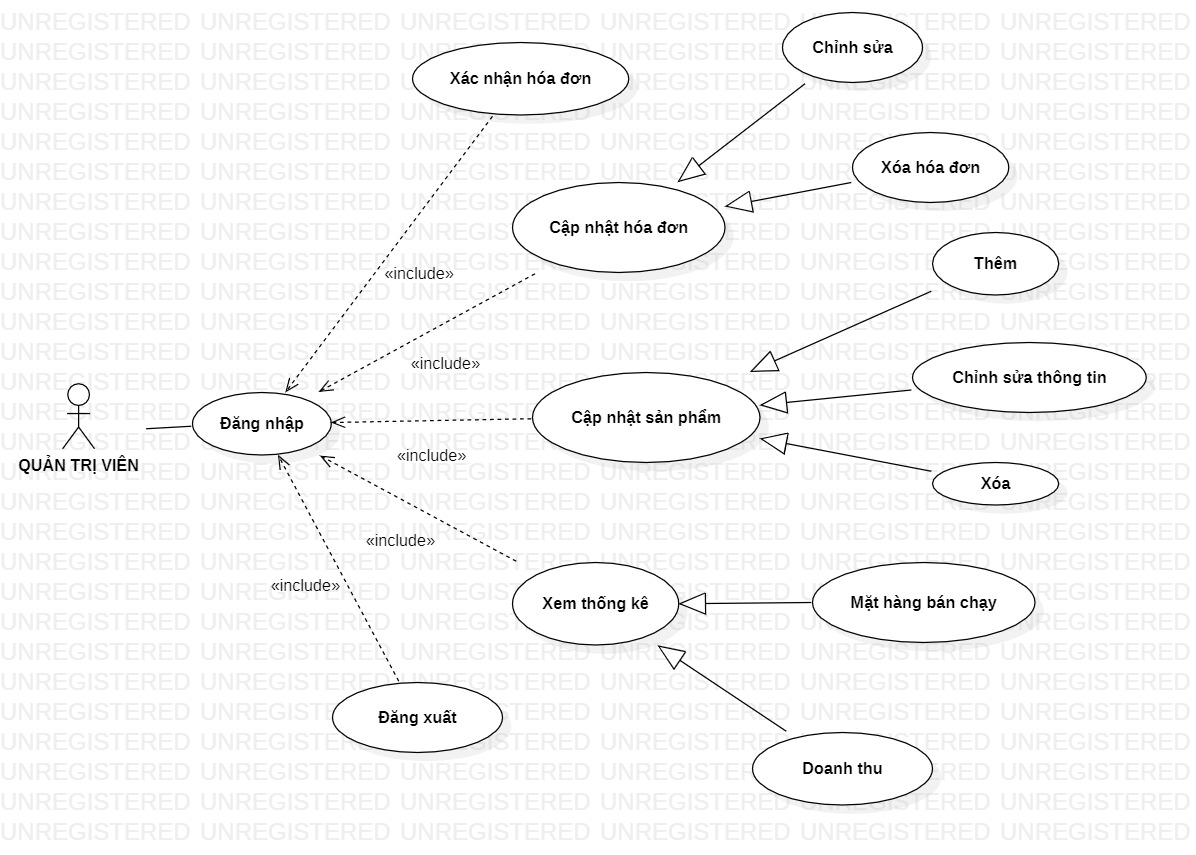 Chỉnh sửa
Xác nhận hóa đơn
Xóa hóa đơn
Cập nhật hóa đơn
Thêm
«include»
«include»
Chỉnh sửa thông tin
Cập nhật sản phẩm
Đăng nhập
QUẢN TRỊ VIÊN
«include»
Xóa
«include»
«include»
Xem thống kê
Mặt hàng bán chạy
Đăng xuất
Doanh thu
UNREGISTERED UNREGISTERED UNREGISTERED UNREGISTERED UNREGISTERED UNREGISTERED